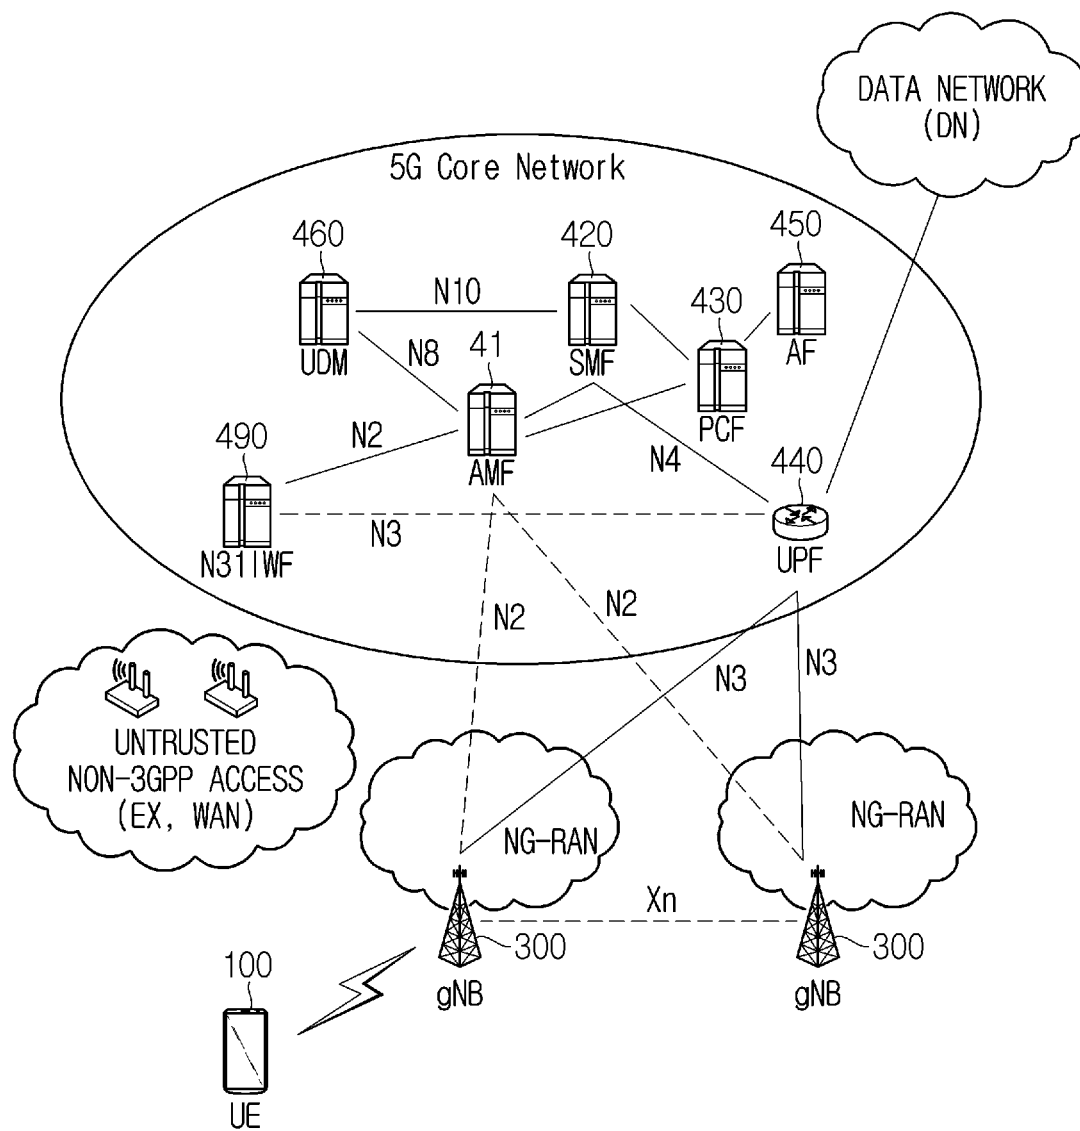 DATA NETWORK
(DN)
5G Core Network
460
420
450
430
N10
UDM
N8
41
SMF
AF
PCF
N2
490
AMF
N4
440
N3
N31IWF
UPF
N2
N2
N3
N3
UNTRUSTED
NON-3GPP ACCESS
(EX, WAN)
NG-RAN
NG-RAN
Xn
300
300
gNB
gNB
100
UE